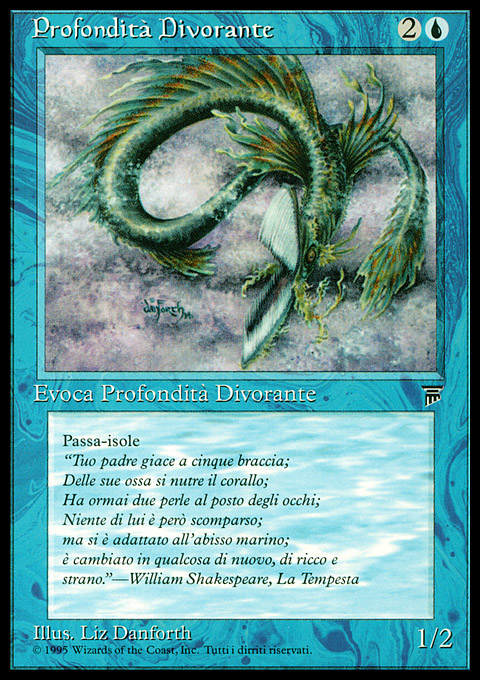 Profondità Divorante
2
Danforth
Evoca Profondità Divorante
Passa-isole
“Tuo padre giace a cinque braccia;
Delle sue ossa si nutre il corallo;
Ha ormai due perle al posto degli occhi;
Niente di lui è però scomparso;
ma si è adattato all’abisso marino;
è cambiato in qualcosa di nuovo, di ricco e
strano.”—William Shakespeare, La Tempesta
Illus. Liz Danforth
1/2
© 1995 Wizards of the Coast, Inc. Tutti i dirriti riservati.